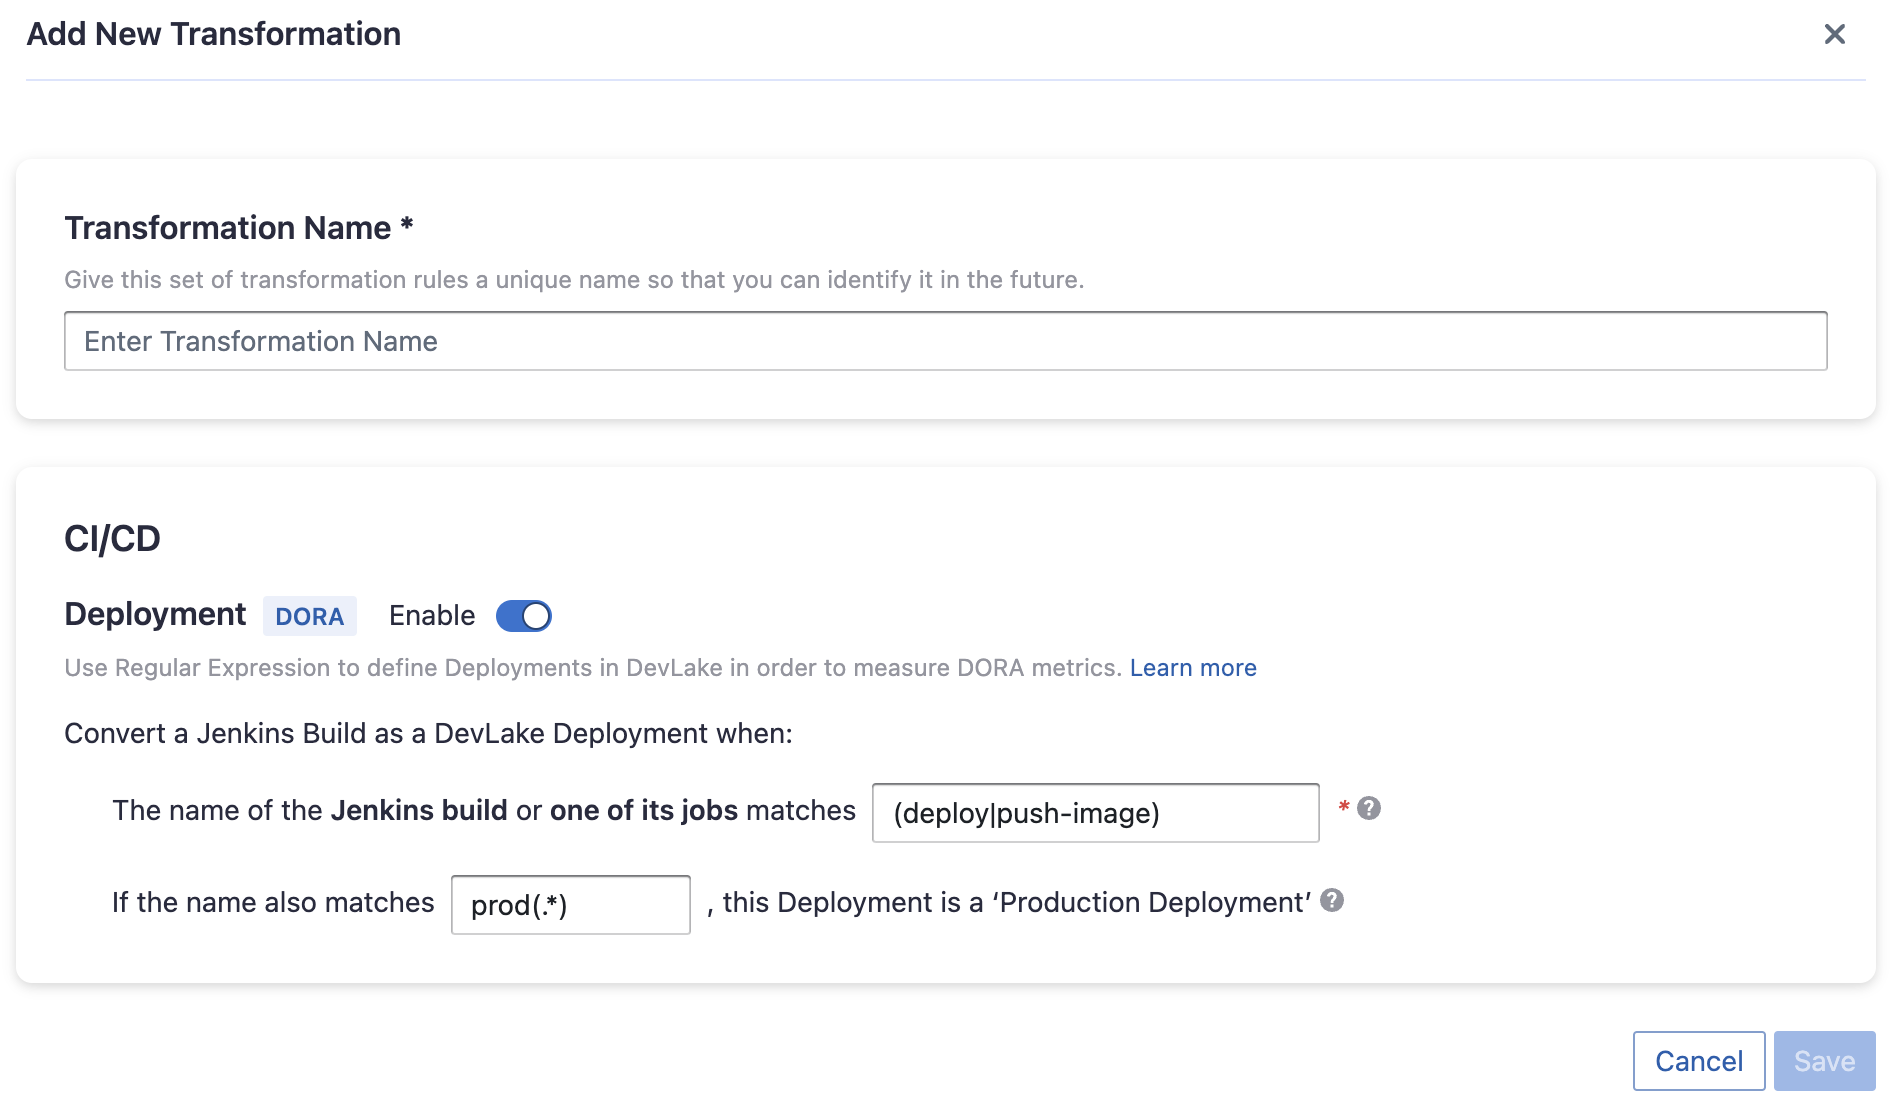 Add New Transformation
Transformation Name *
Give this set of transformation rules a unique name so that you can identify it in the future.
Enter Transformation Name
CI/CD
Deployment DORA Enable
Use Regular Expression to define Deployments in DevLake in order to measure DORA metrics. Learn more
Convert a Jenkins Build as a DevLake Deployment when:
The name of the Jenkins build or one of its jobs matches (deploy|push-image) * ?
If the name also matches prod(.*) , this Deployment is a ‘Production Deployment’ ?
Cancel Save